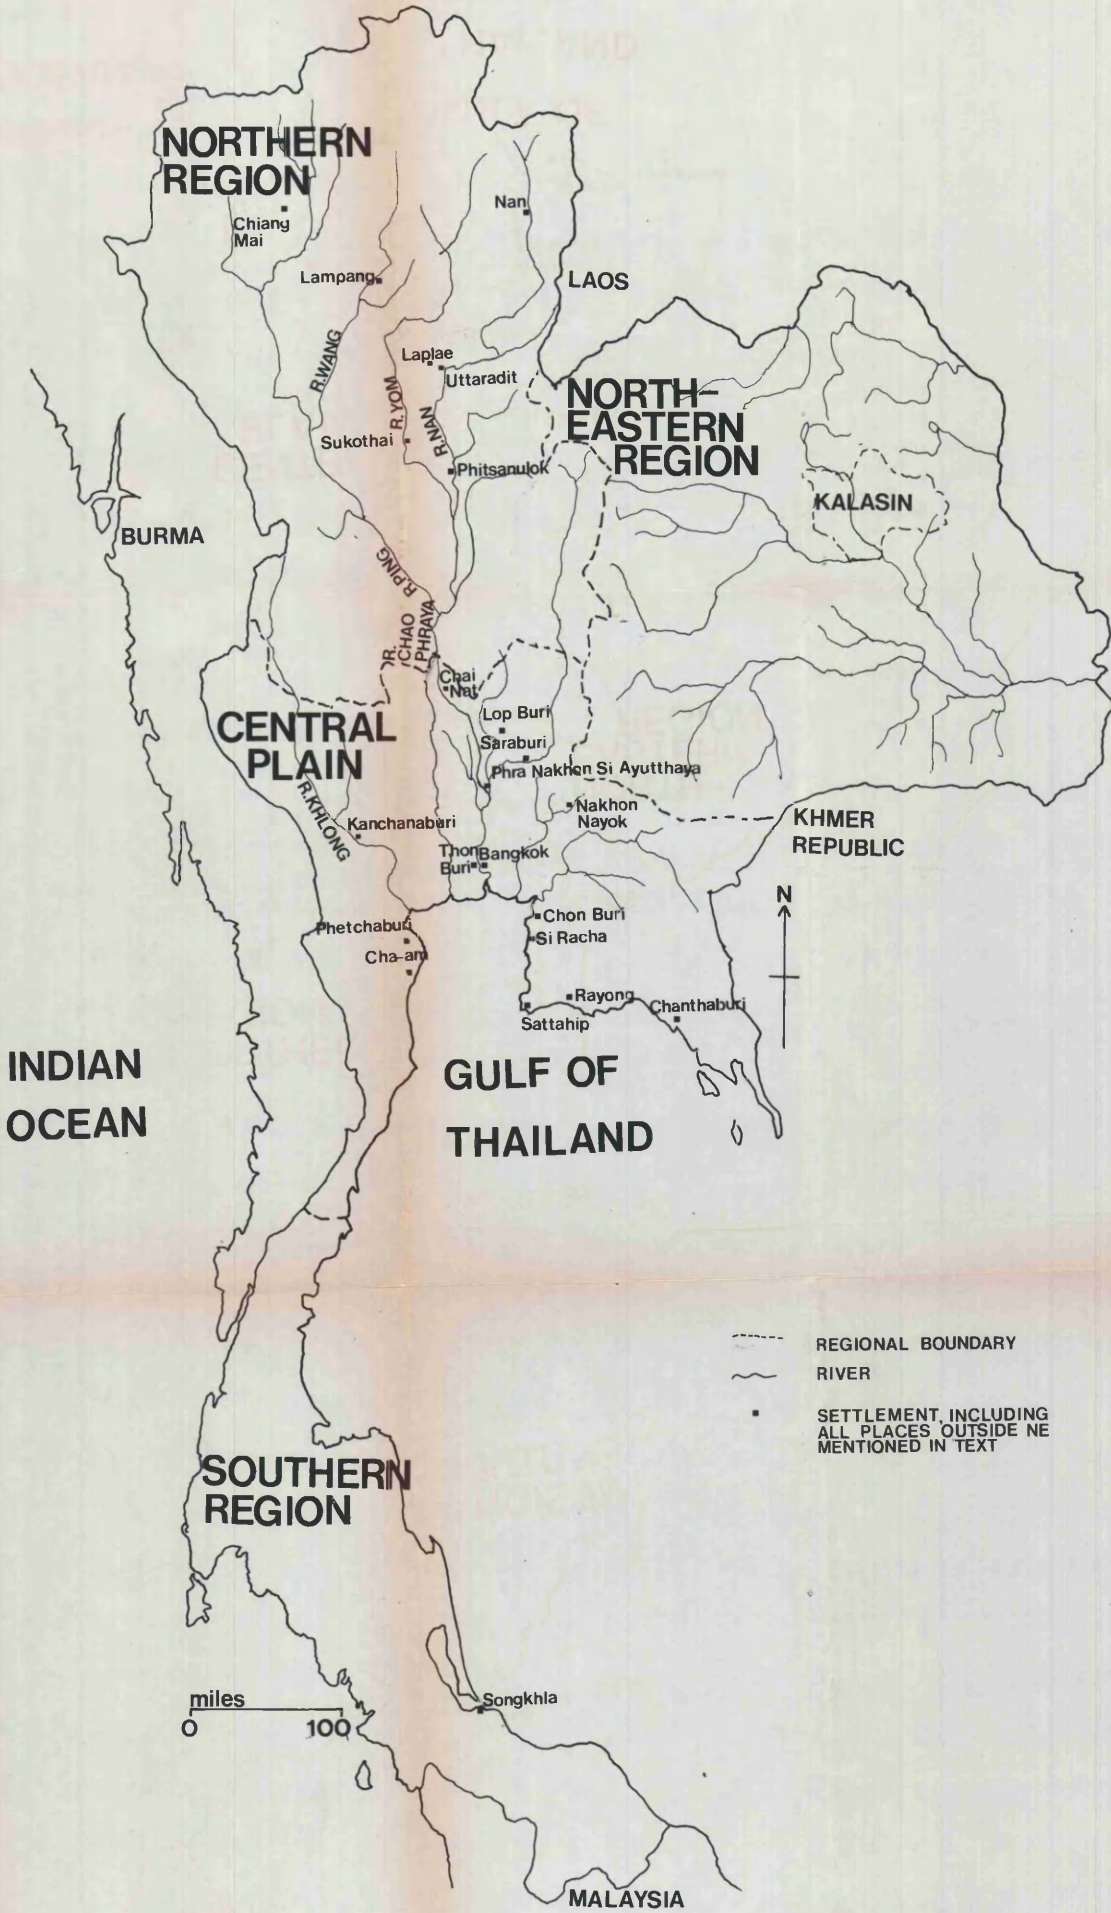 NORTHERN
REGION
Chiang
Mai
Nan
Lampang
LAOS
R.WANG
R.YOM
R.NAN
Laplae
Uttaradit
Sukothai
Phitsanulok
NORTH-
EASTERN
REGION
KALASIN
BURMA
R.PING
R.
CHAO
PHRAYA
Chai
Nat
CENTRAL
PLAIN
Lop Buri
Saraburi
Phra Nakhon Si Ayutthaya
R.KHLONG
Kanchanaburi
Nakhon
Nayok
KHMER
REPUBLIC
Thon
Buri
Bangkok
N
Phetchaburi
Cha-am
Chon Buri
Si Racha
Rayong
Sattahip
Chanthaburi
INDIAN
OCEAN
GULF OF
THAILAND
REGIONAL BOUNDARY
RIVER
SETTLEMENT, INCLUDING
ALL PLACES OUTSIDE NE
MENTIONED IN TEXT
SOUTHERN
REGION
miles
0 100
Songkhla
MALAYSIA